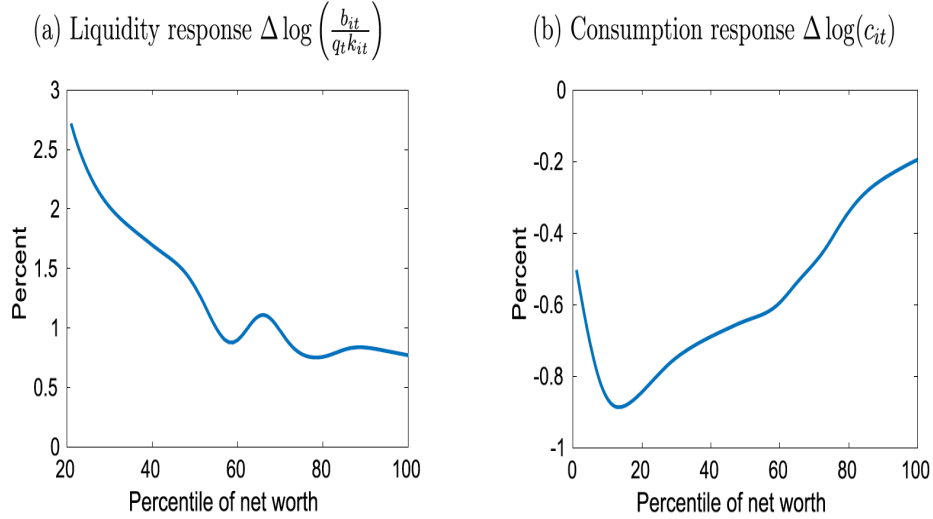 (a) Liquidity response Δ log (b_it / q_t k_it)
(b) Consumption response Δ log(c_it)
3
2.5
2
1.5
1
0.5
0
Percent
20 40 60 80 100
Percentile of net worth
0
-0.2
-0.4
-0.6
-0.8
-1
Percent
0 20 40 60 80 100
Percentile of net worth